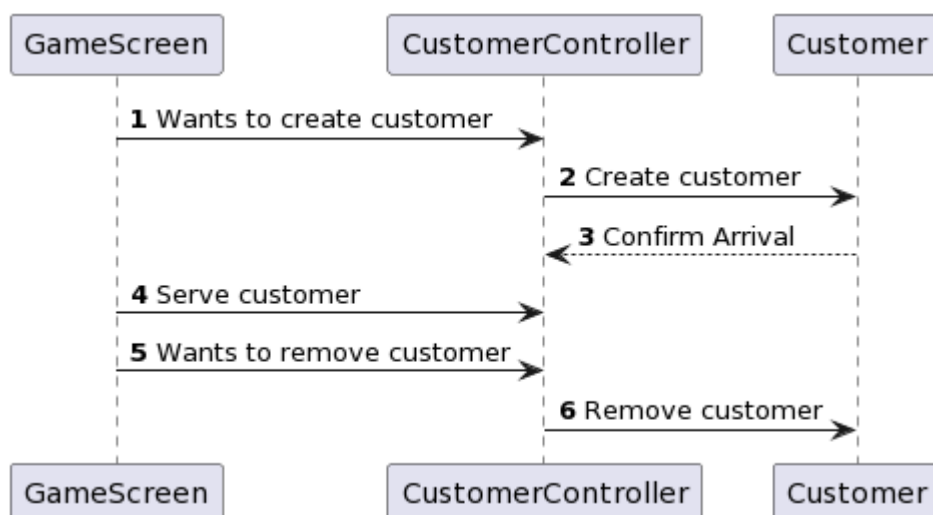 GameScreen CustomerController Customer
1 Wants to create customer
2 Create customer
3 Confirm Arrival
4 Serve customer
5 Wants to remove customer
6 Remove customer
GameScreen CustomerController Customer